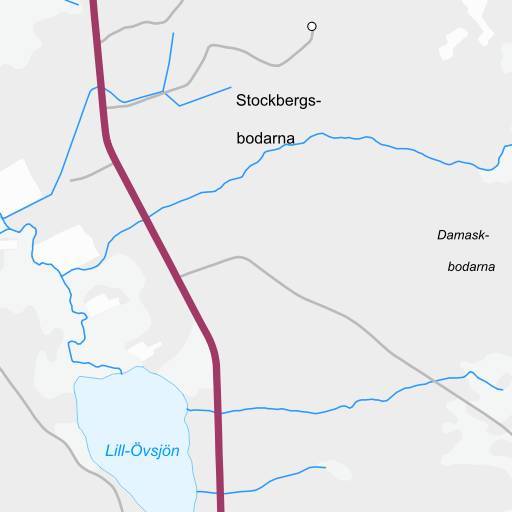 Stockbergs-
bodarna
Damask-
bodarna
Lill-Övsjön